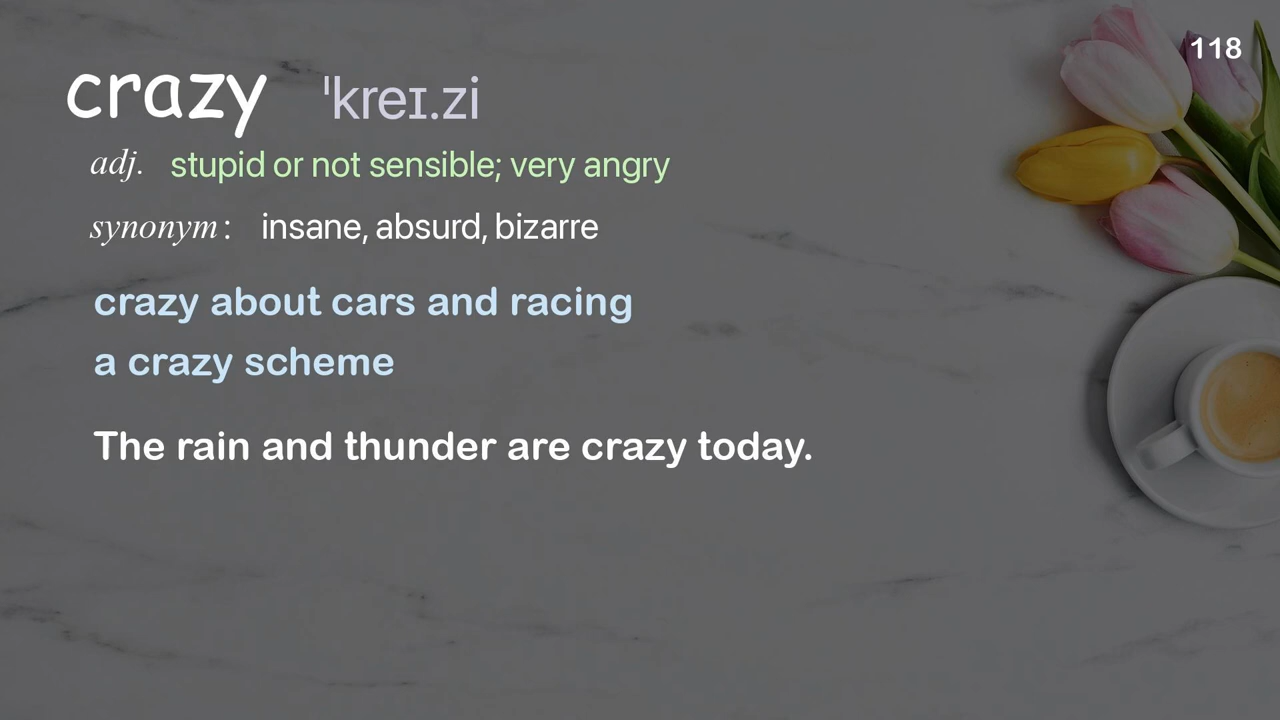 118
crazy ˈkreɪ.zi
adj. stupid or not sensible; very angry
synonym: insane, absurd, bizarre
crazy about cars and racing
a crazy scheme
The rain and thunder are crazy today.